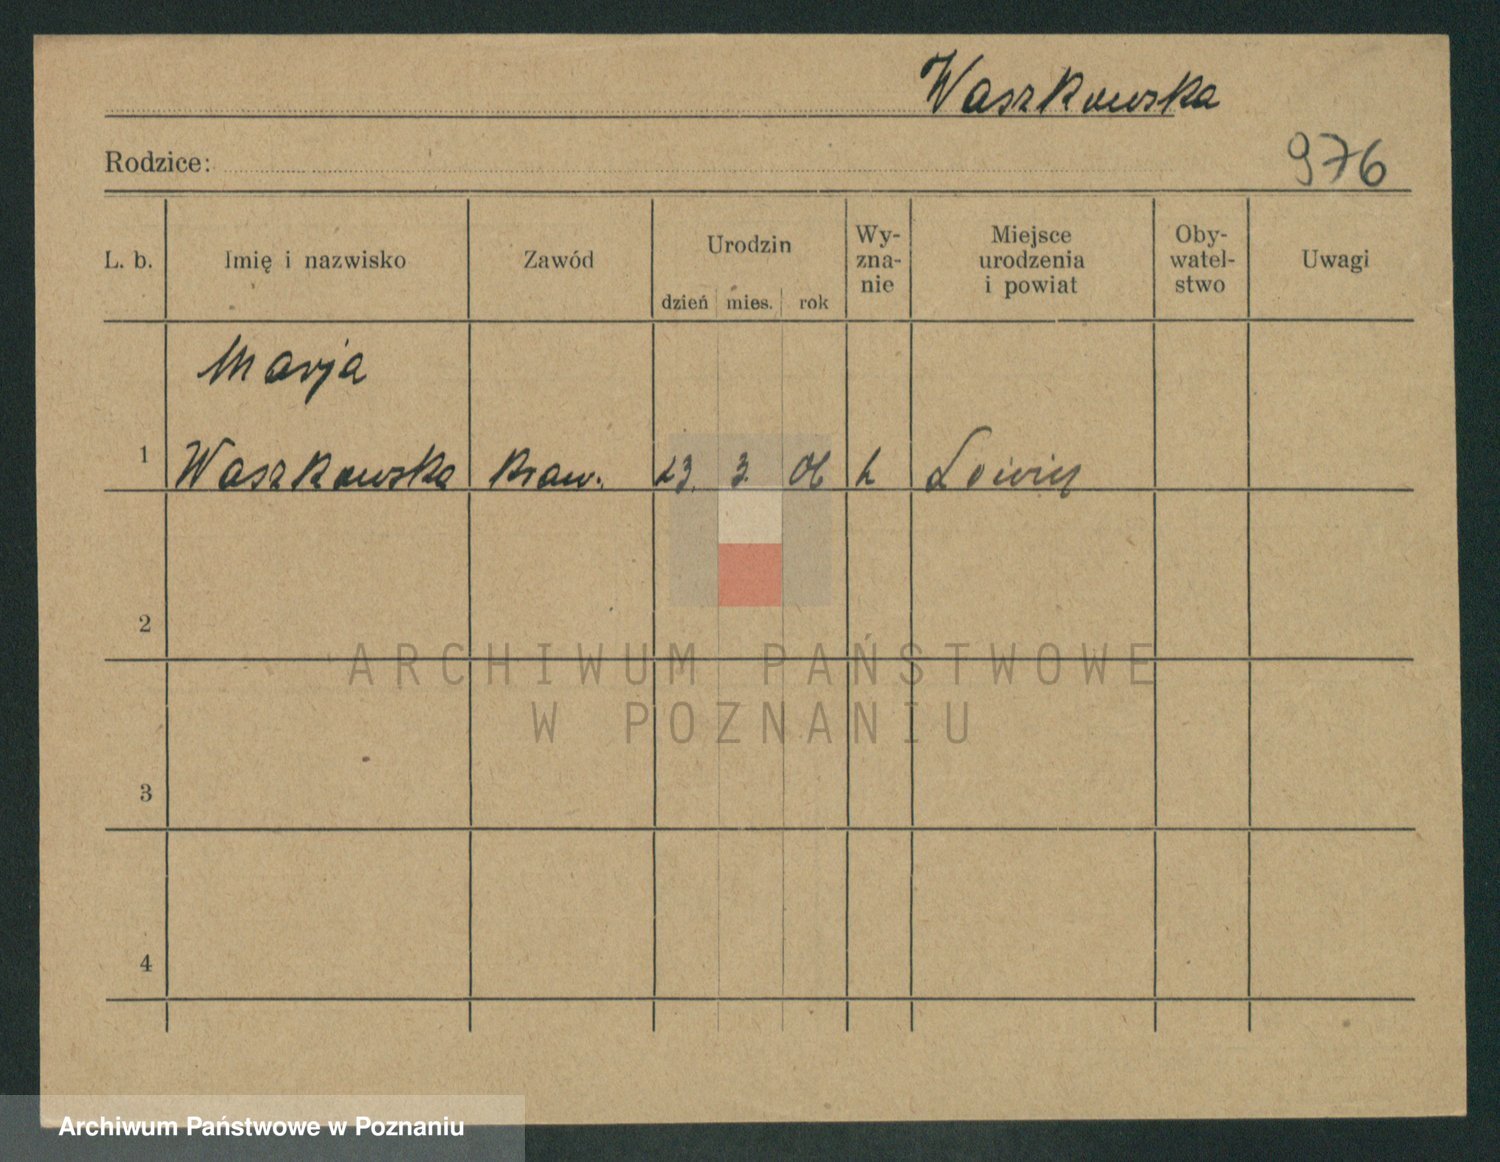 Waszkowska
Rodzice:
976
L. b.
Imię i nazwisko
Zawód
Urodzin
dzień mies. rok
Wy-
zna-
nie
Miejsce
urodzenia
i powiat
Oby-
watel-
stwo
Uwagi
Marja
1 Waszkowska kraw. 23. 3. 06 k
2
3
4
ARCHIWUM PAŃSTWOWE
W POZNANIU
Archiwum Państwowe w Poznaniu